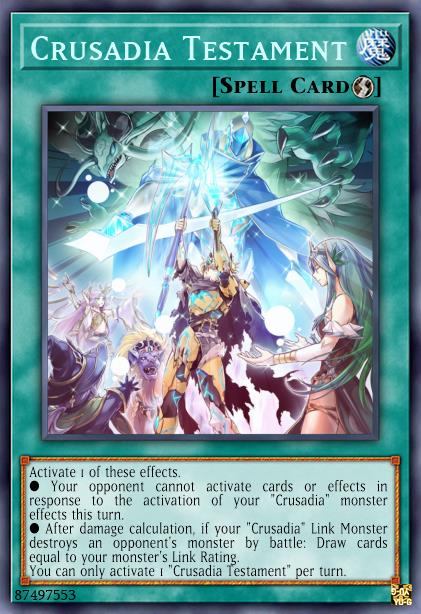 Crusadia Testament 魔
[Spell Card]
Activate 1 of these effects.
● Your opponent cannot activate cards or effects in
response to the activation of your "Crusadia" monster
effects this turn.
● After damage calculation, if your "Crusadia" Link Monster
destroys an opponent's monster by battle: Draw cards
equal to your monster's Link Rating.
You can only activate 1 "Crusadia Testament" per turn.
87497553